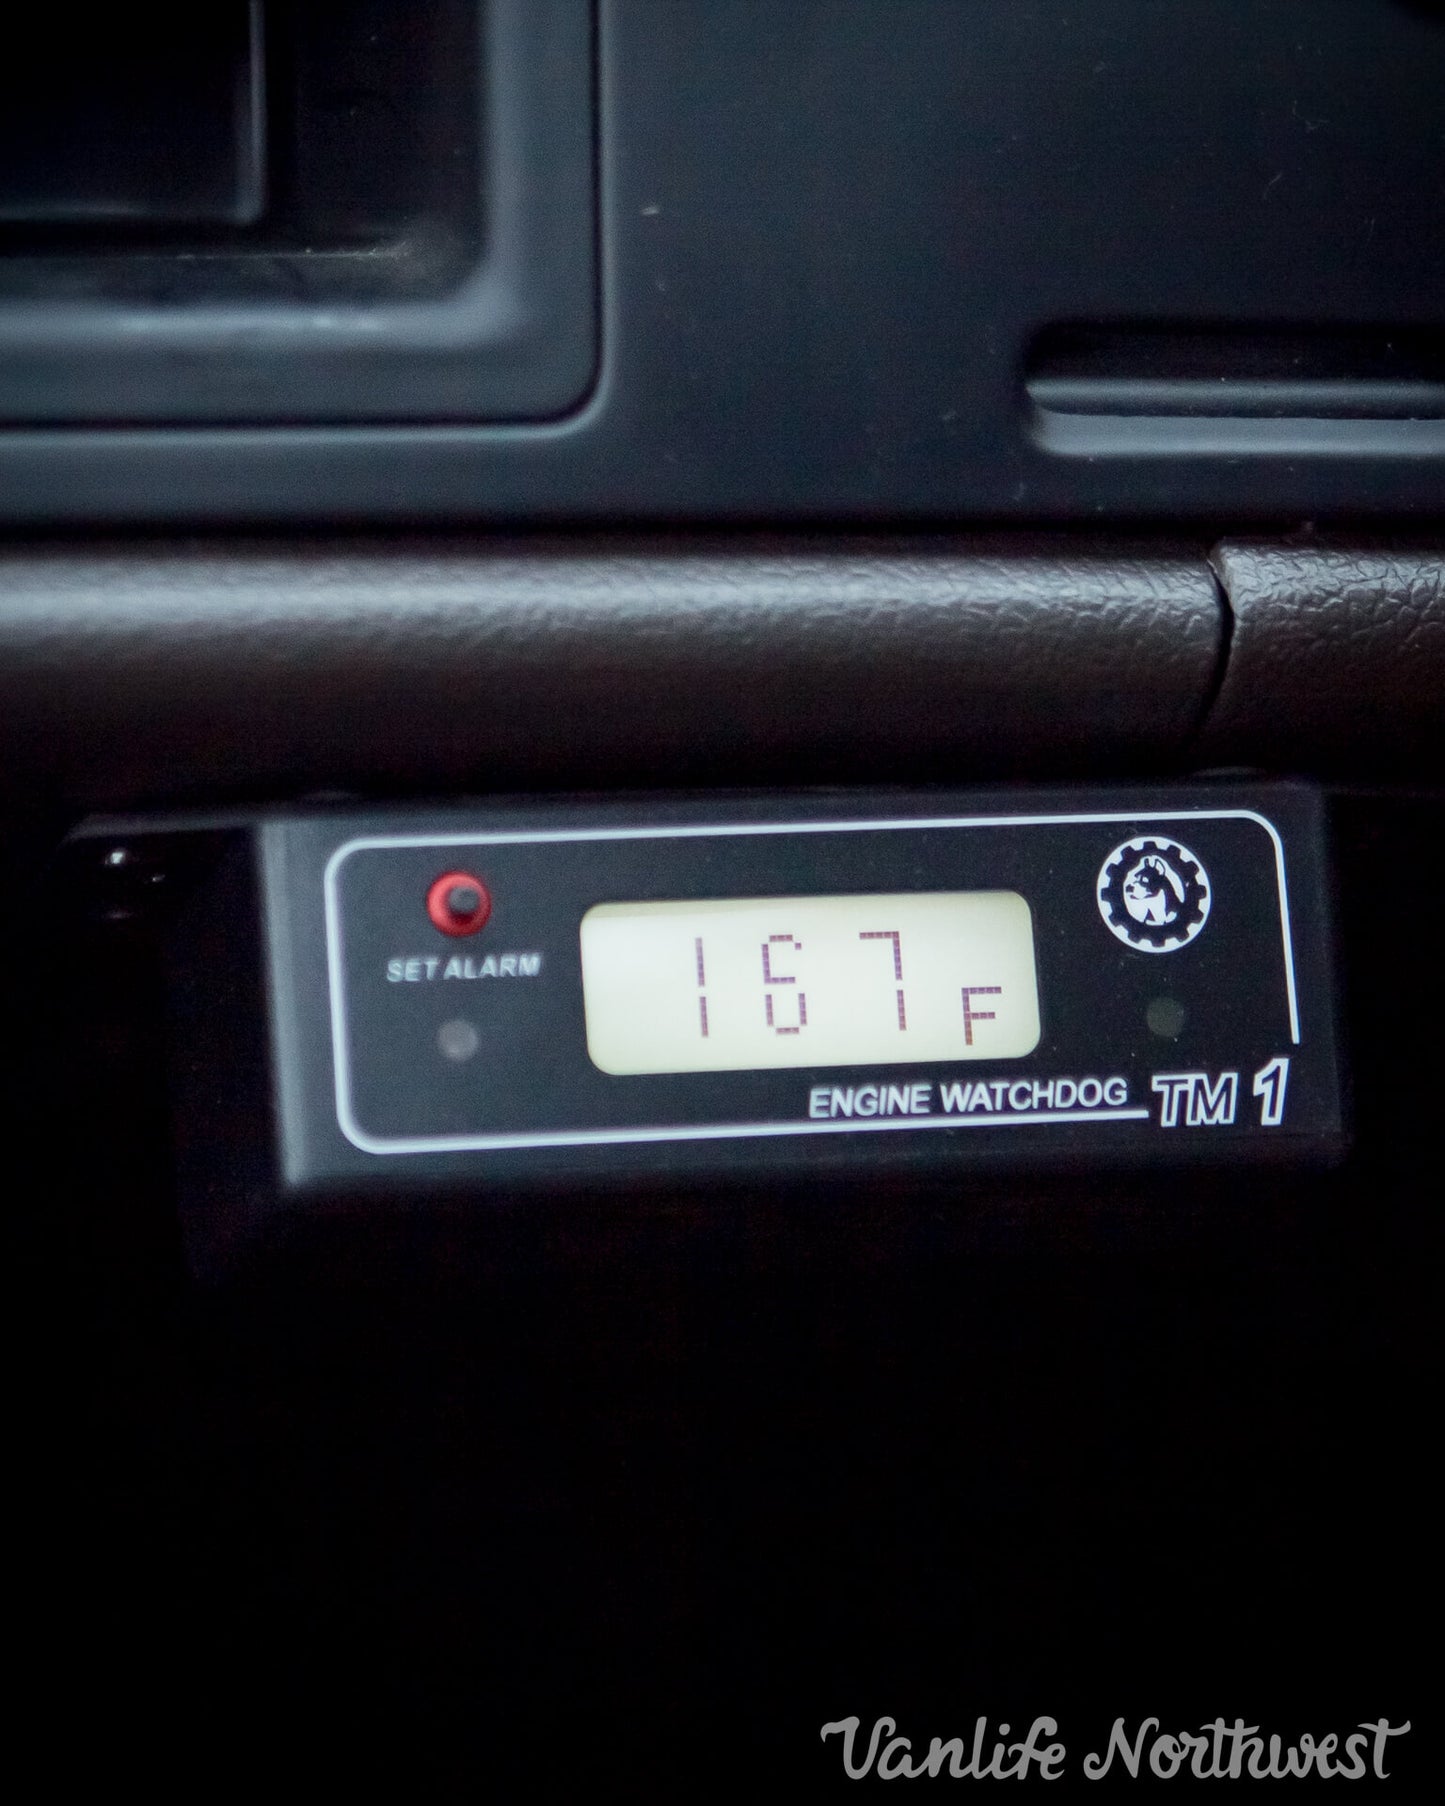 SET ALARM
167 F
ENGINE WATCHDOG TM 1
Vanlife Northwest